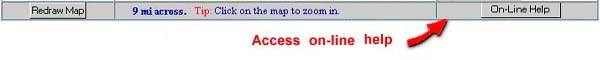 Redraw Map 9 mi across. Tip: Click on the map to zoom in. On-Line Help
Access on-line help